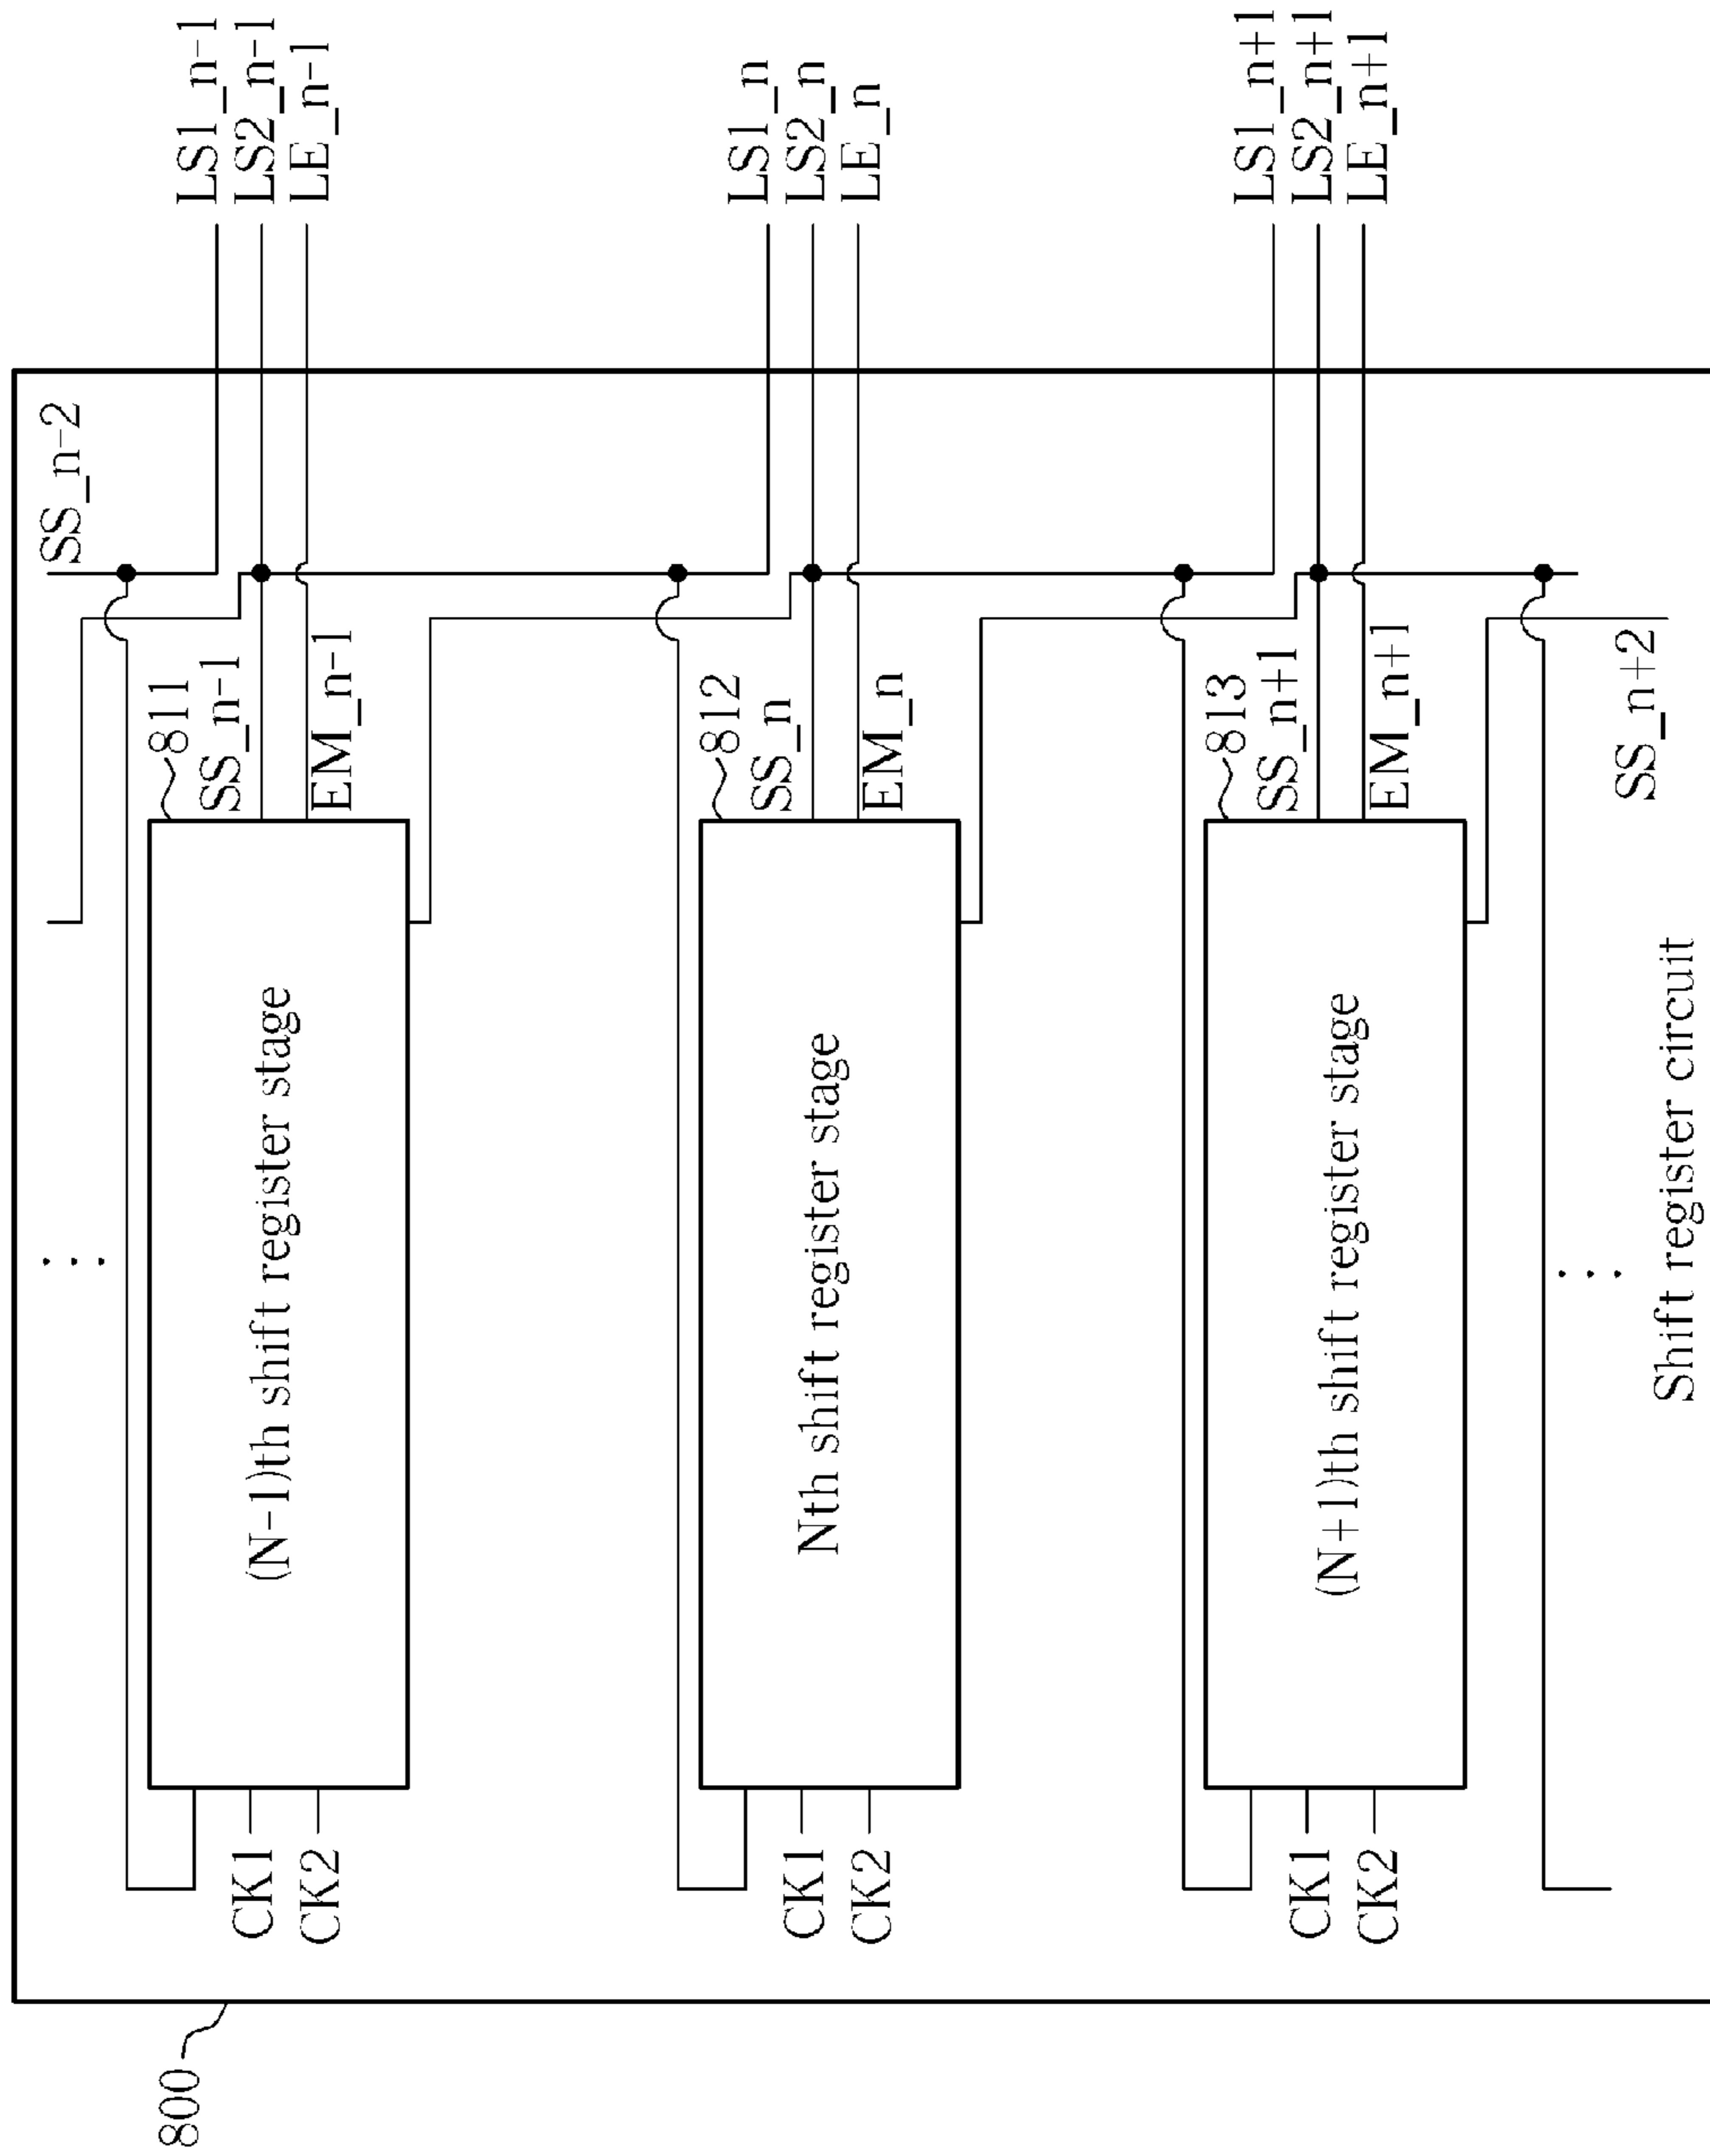 800
SS_n-2
LS1_n-1
LS2_n-1
LE_n-1
811
SS_n-1
EM_n-1
(N-1)th shift register stage
CK1
CK2
LS1_n
LS2_n
LE_n
812
SS_n
EM_n
Nth shift register stage
CK1
CK2
LS1_n+1
LS2_n+1
LE_n+1
813
SS_n+1
EM_n+1
(N+1)th shift register stage
CK1
CK2
SS_n+2
Shift register circuit